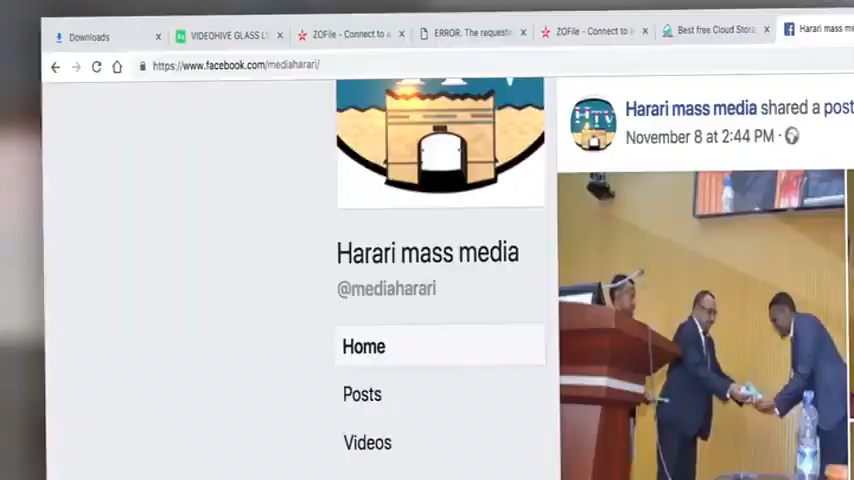 Downloads
VIDEOHIVE GLASS L
ZOFile - Connect to a
ERROR: The requeste
ZOFile - Connect to a
Best free Cloud Stora
Harari mass me
https://www.facebook.com/mediaharari/
HTV
Harari mass media shared a post
November 8 at 2:44 PM
Harari mass media
@mediaharari
Home
Posts
Videos